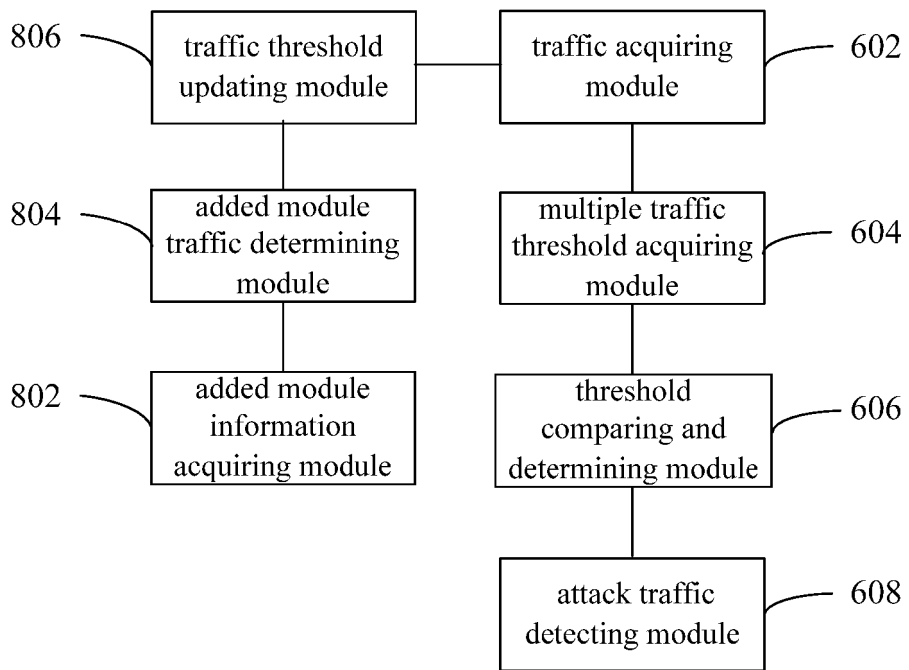 806
traffic threshold
updating module
traffic acquiring
module
602
804
added module
traffic determining
module
multiple traffic
threshold acquiring
module
604
802
added module
information
acquiring module
threshold
comparing and
determining module
606
attack traffic
detecting module
608